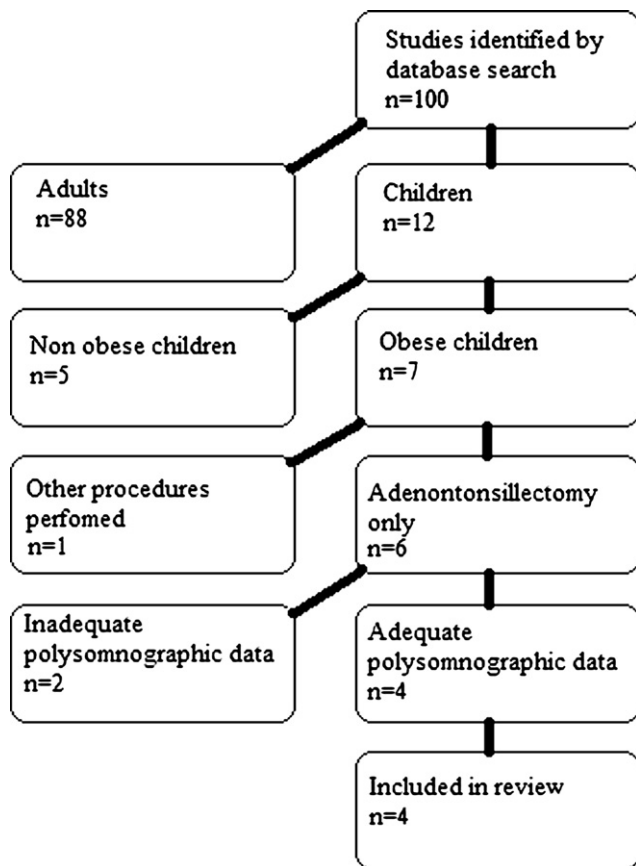 Studies identified by
database search
n=100
Adults
n=88
Children
n=12
Non obese children
n=5
Obese children
n=7
Other procedures
perfomed
n=1
Adenontonsillectomy
only
n=6
Inadequate
polysomnographic data
n=2
Adequate
polysomnographic data
n=4
Included in review
n=4